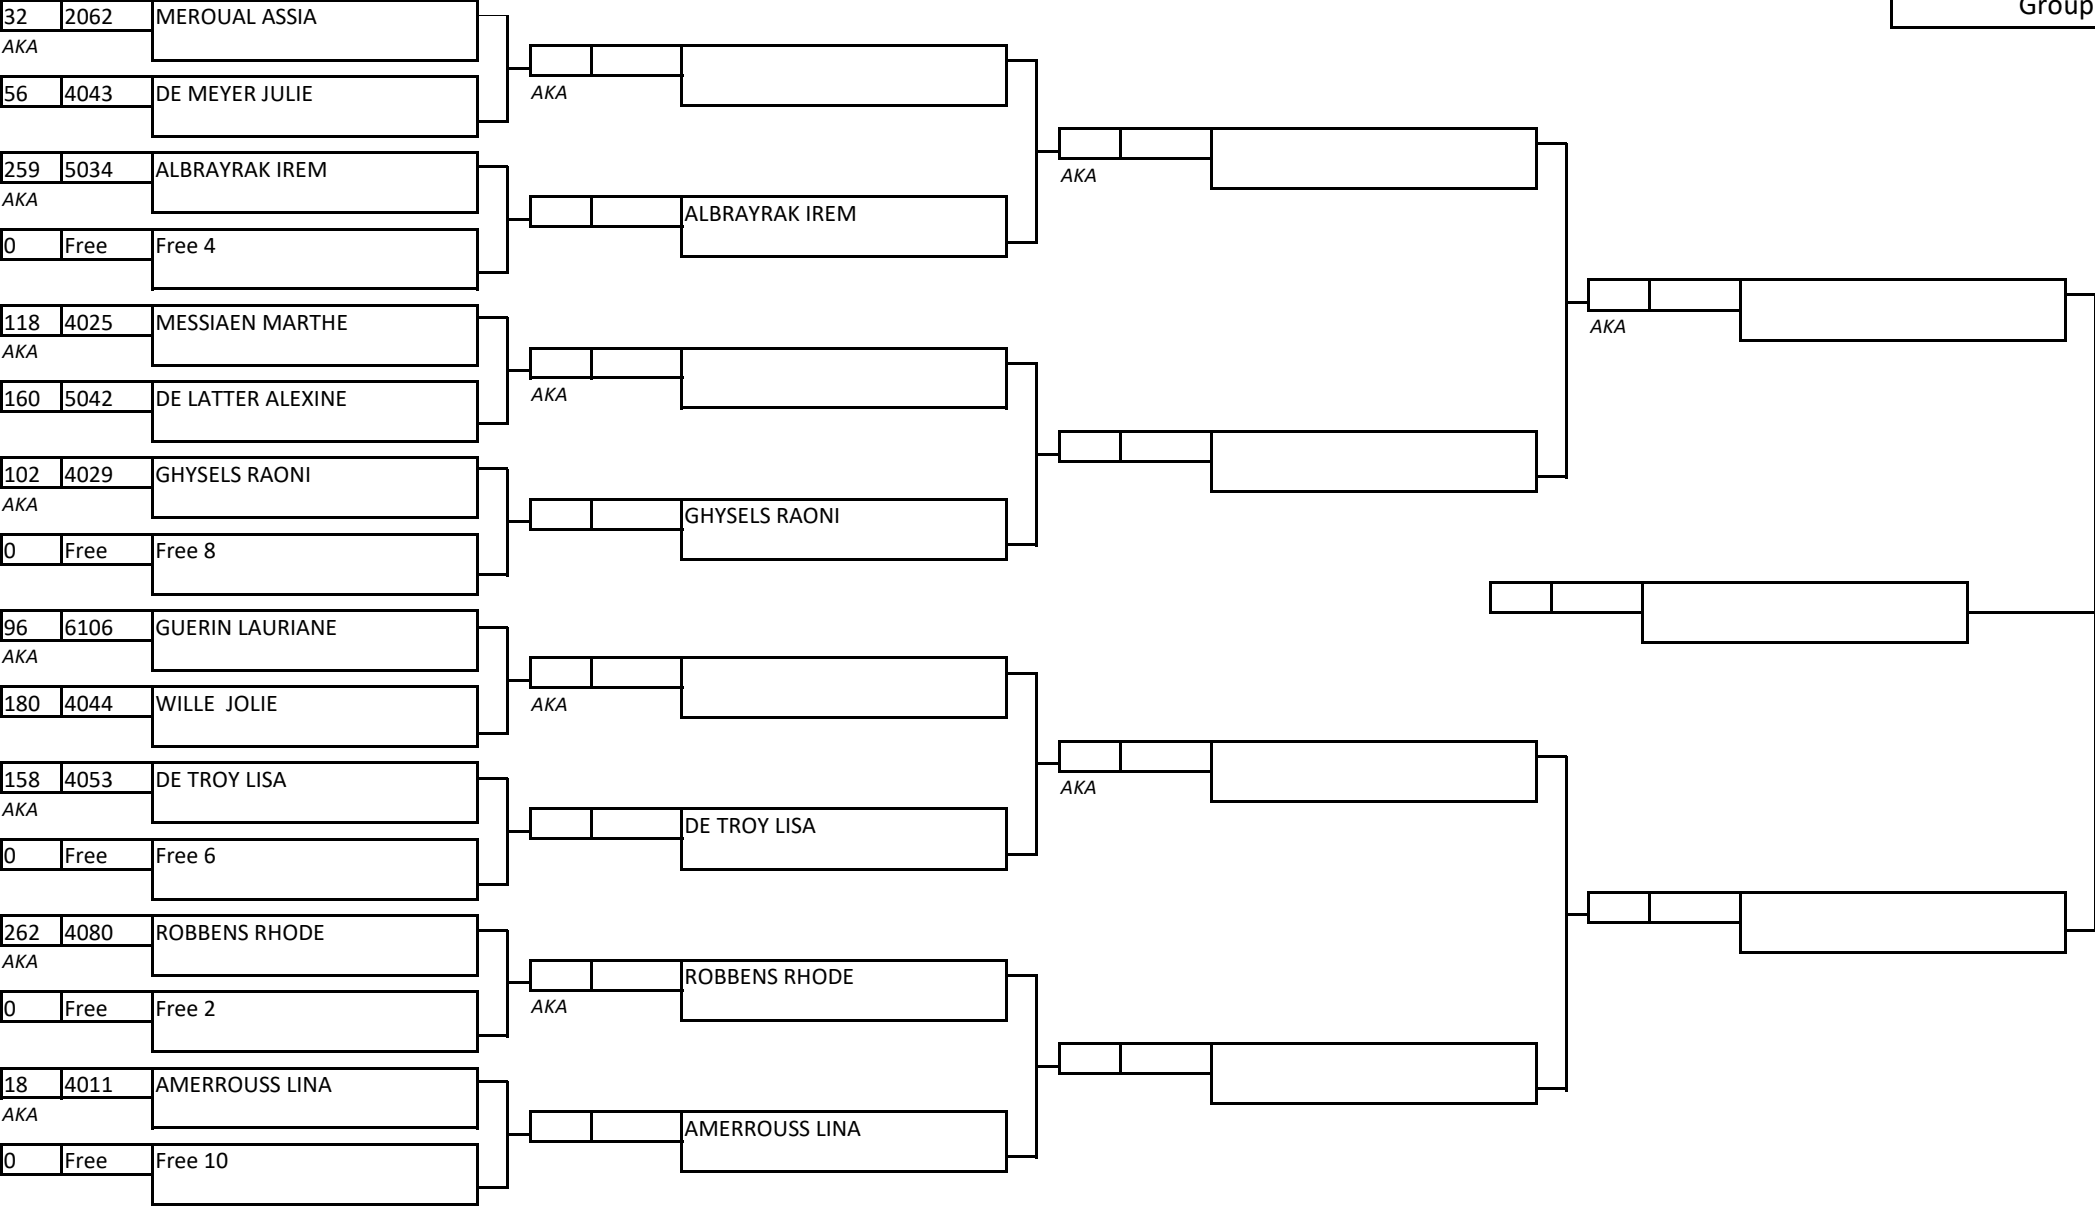 32 2062 MEROUAL ASSIA
AKA
56 4043 DE MEYER JULIE
259 5034 ALBRAYRAK IREM
AKA
0 Free Free 4
118 4025 MESSIAEN MARTHE
AKA
160 5042 DE LATTER ALEXINE
102 4029 GHYSELS RAONI
AKA
0 Free Free 8
96 6106 GUERIN LAURIANE
AKA
180 4044 WILLE  JOLIE
158 4053 DE TROY LISA
AKA
0 Free Free 6
262 4080 ROBBENS RHODE
AKA
0 Free Free 2
18 4011 AMERROUSS LINA
AKA
0 Free Free 10
AKA
ALBRAYRAK IREM
AKA
GHYSELS RAONI
AKA
DE TROY LISA
ROBBENS RHODE
AKA
AMERROUSS LINA
AKA
AKA
AKA
Group